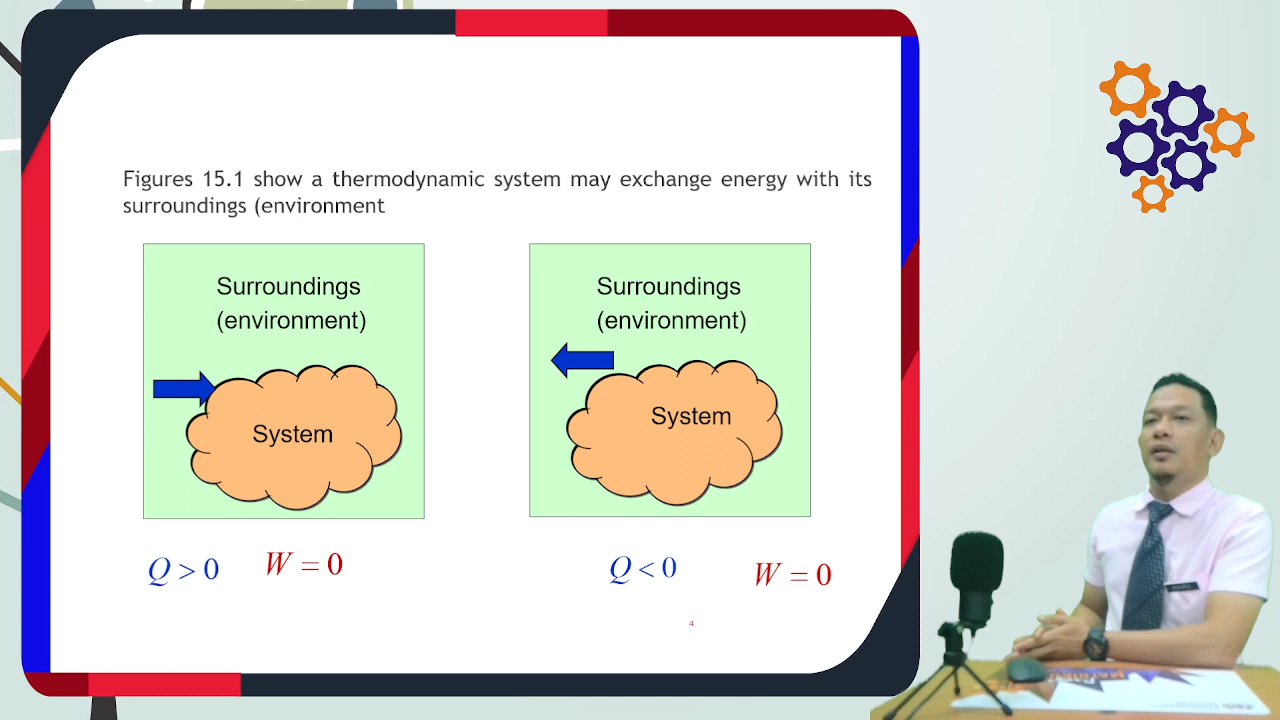 Figures 15.1 show a thermodynamic system may exchange energy with its
surroundings (environment
Surroundings
(environment)
System
Q > 0
W = 0
Surroundings
(environment)
System
Q < 0
W = 0
4